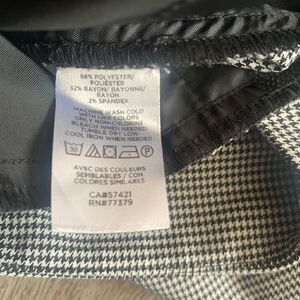 66% POLYESTER/
POLIESTER
32% RAYON/ RAYONNE/
RAYON
2% SPANDEX
MACHINE WASH COLD
WITH LIKE COLORS
ONLY NON-CHLORINE
BLEACH WHEN NEEDED
TUMBLE DRY LOW
COOL IRON WHEN NEEDED
30 P
AVEC DES COULEURS
SEMBLABLES / CON
COLORES SIMILARES
CA#57421
RN#77379